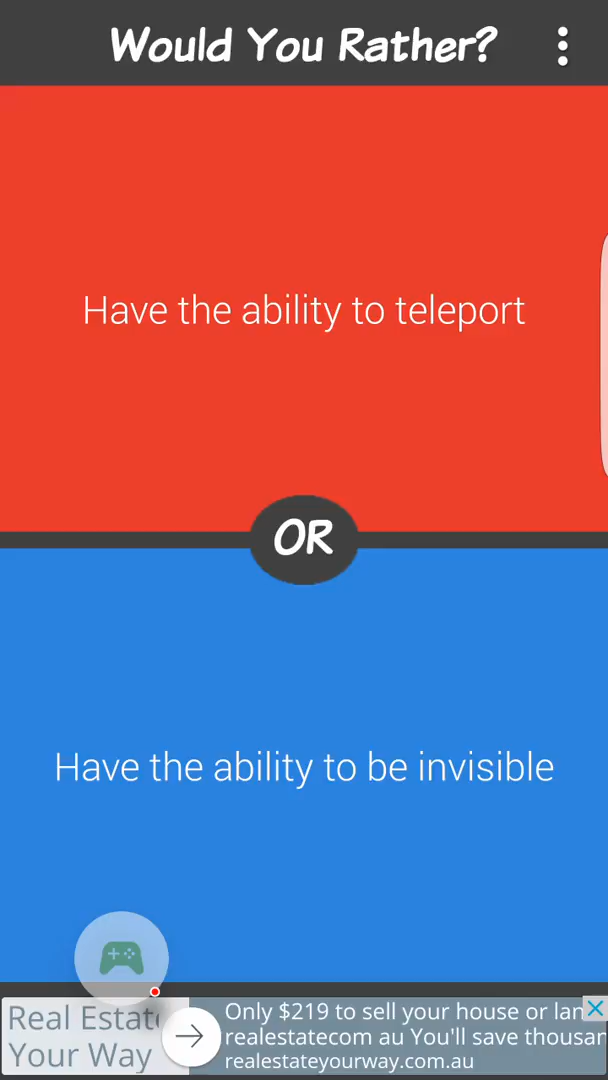 Would You Rather?
Have the ability to teleport
OR
Have the ability to be invisible
Real Estate
Your Way
Only $219 to sell your house or lan
realestatecom au You'll save thousan
realestateyourway.com.au